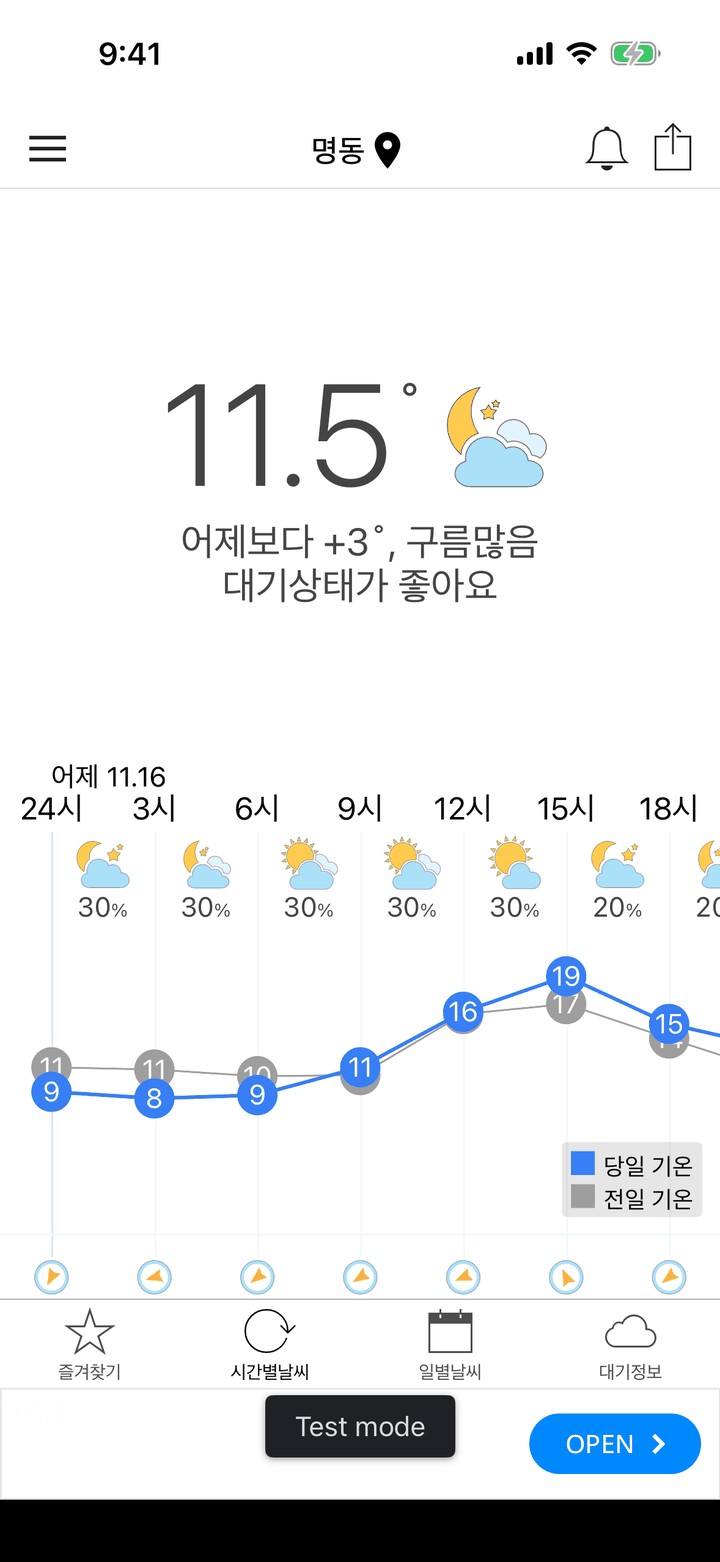 9:41
명동
11.5°
어제보다 +3°, 구름많음
대기상태가 좋아요
어제 11.16
24시 3시 6시 9시 12시 15시 18시
30% 30% 30% 30% 30% 20%
19
16 17
15
11 11 10 11
9 8 9
당일 기온
전일 기온
즐겨찾기 시간별날씨 일별날씨 대기정보
Test mode
OPEN